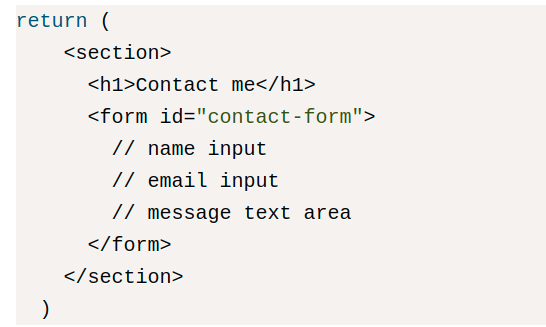 return (
<section>
<h1>Contact me</h1>
<form id="contact-form">
// name input
// email input
// message text area
</form>
</section>
)